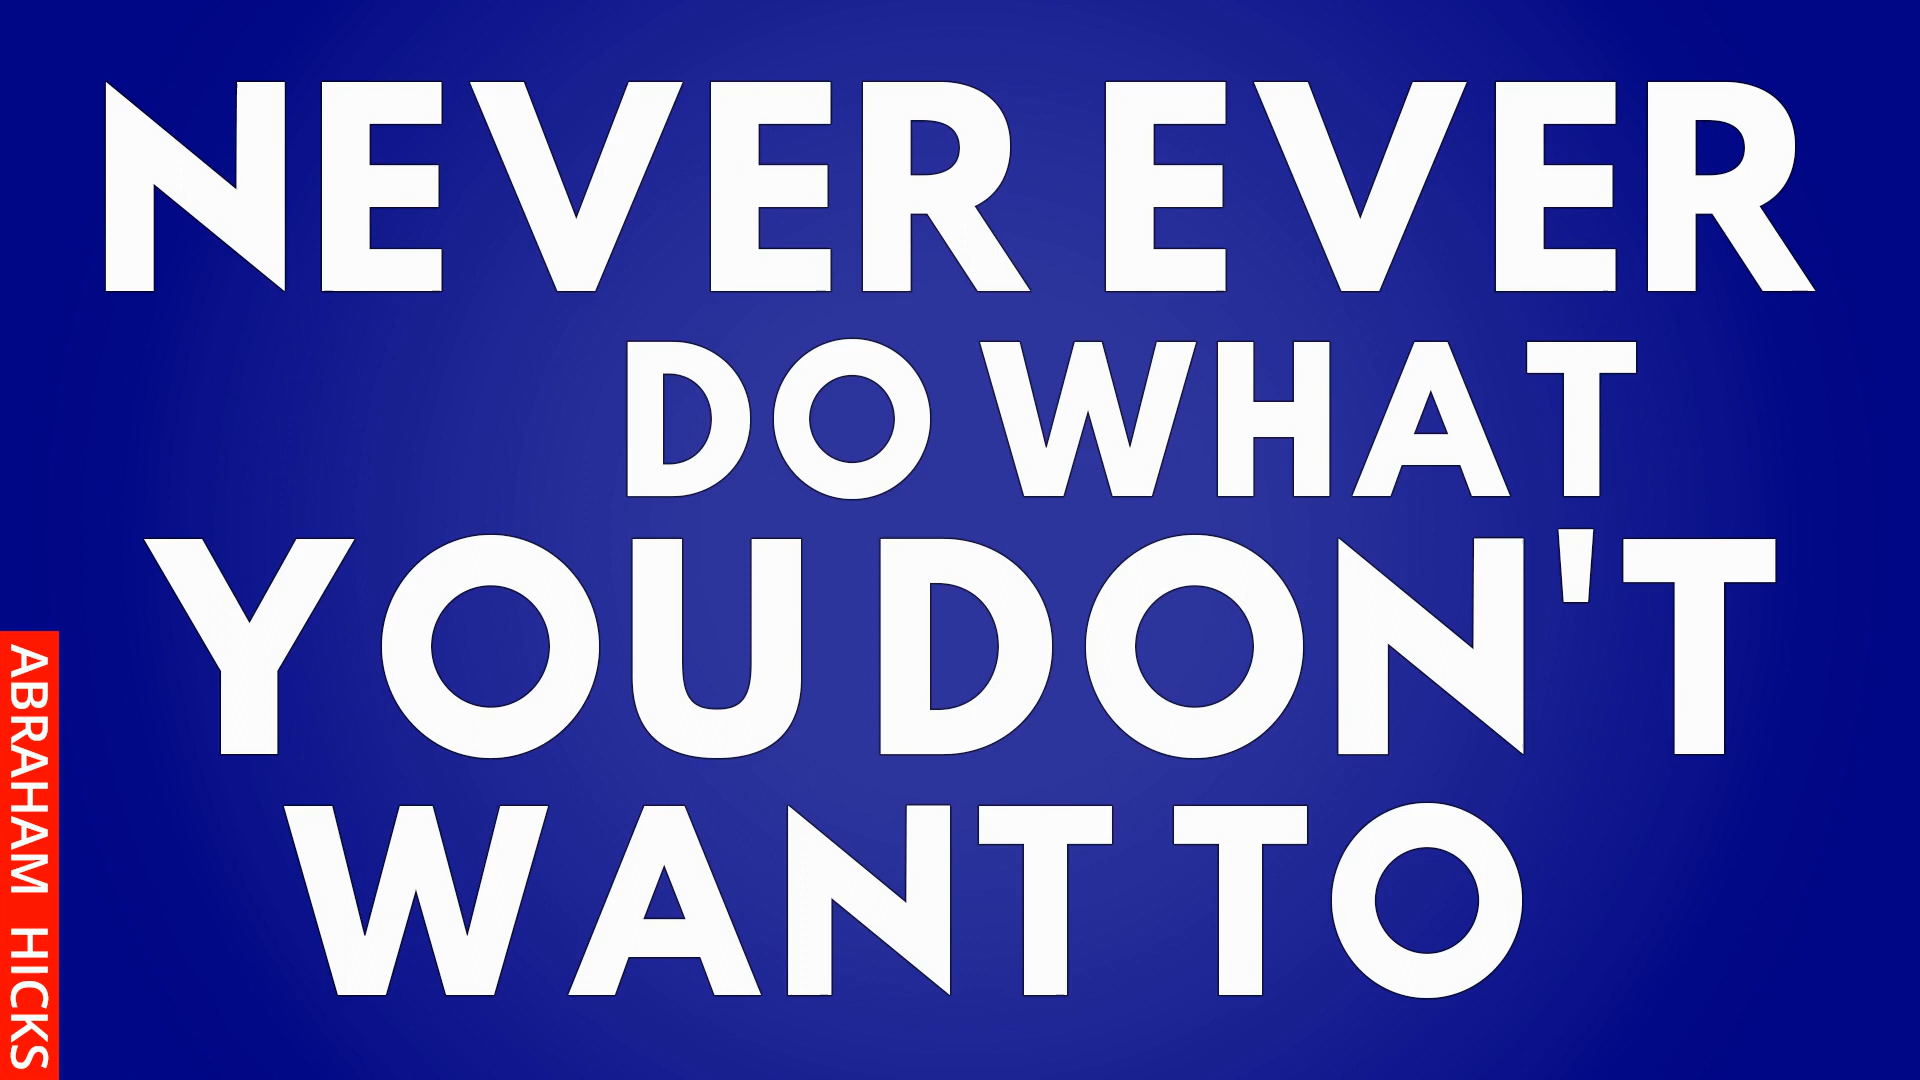 NEVER EVER
DO WHAT
YOU DON'T
WANT TO
ABRAHAM HICKS